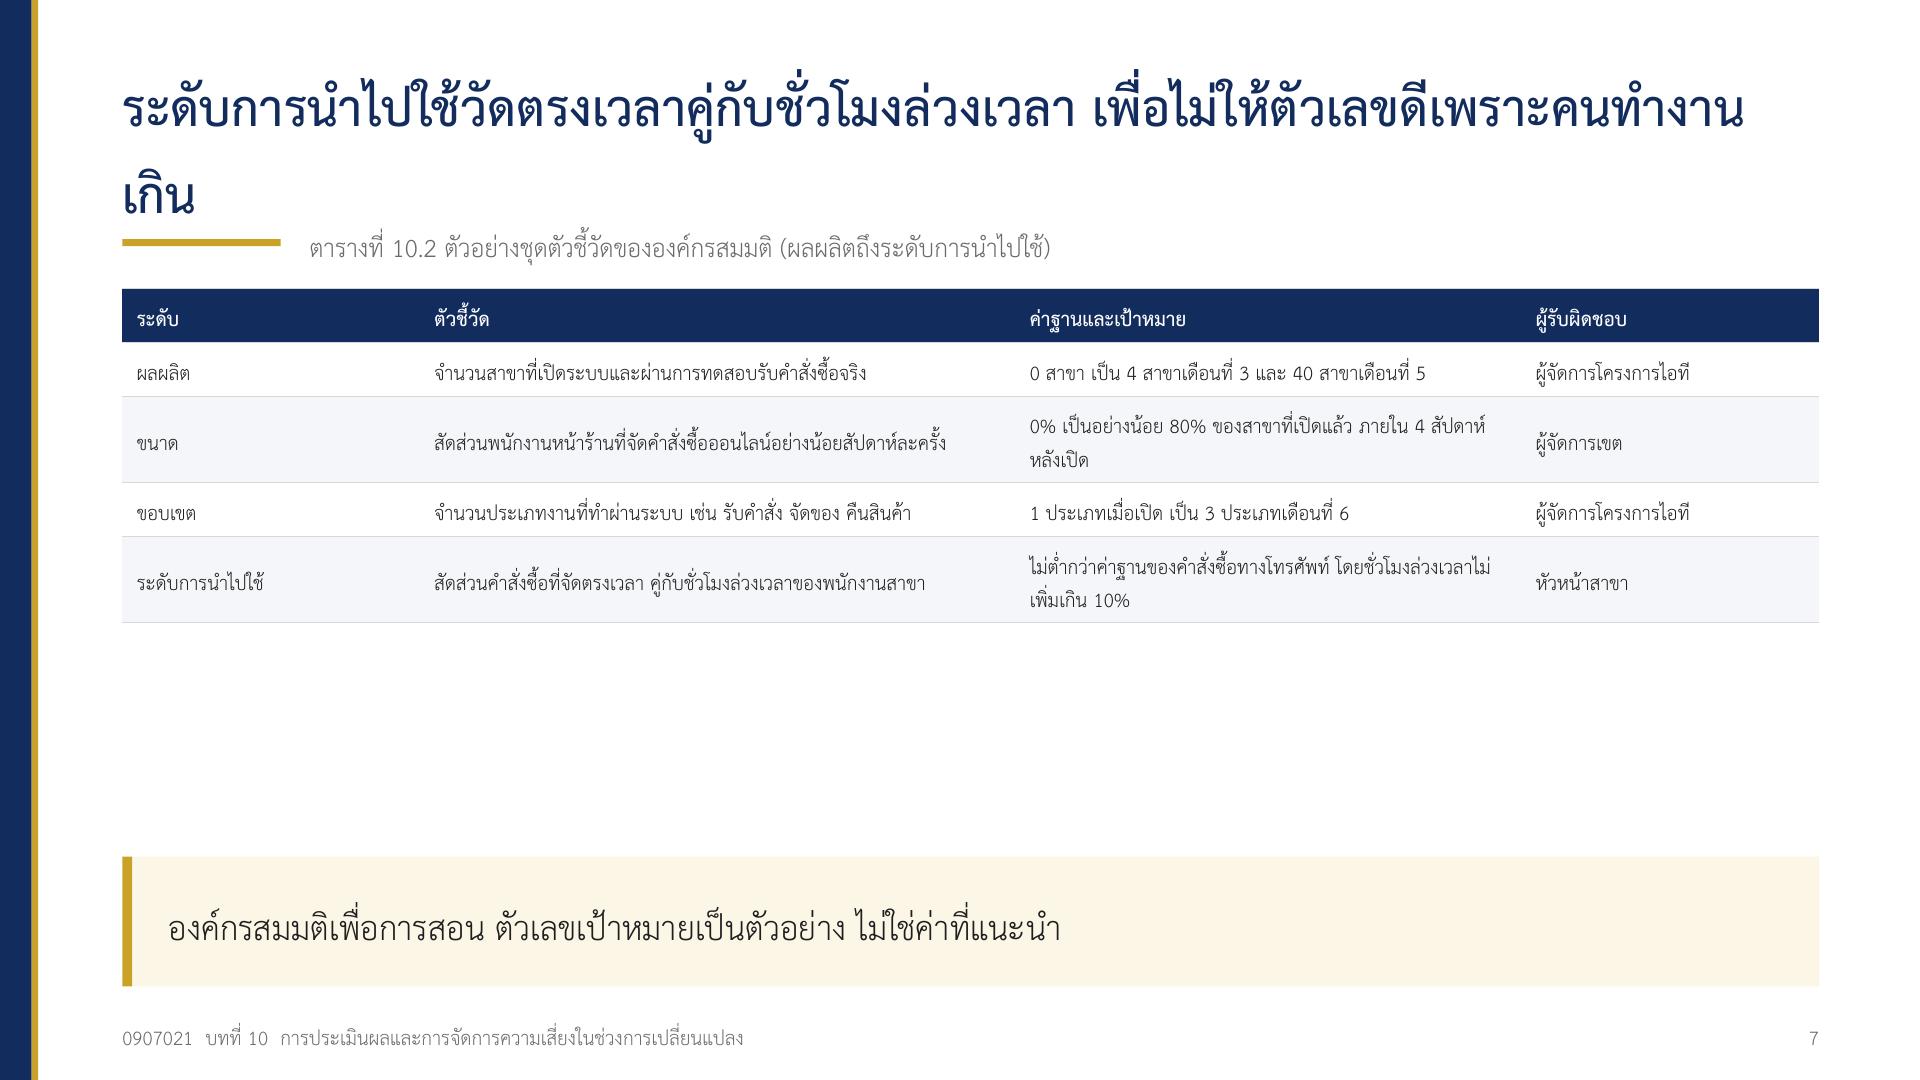 ระดับการนำไปใช้วัดตรงเวลาคู่กับชั่วโมงล่วงเวลา เพื่อไม่ให้ตัวเลขดีเพราะคนทำงาน
เกิน
ตารางที่ 10.2 ตัวอย่างชุดตัวชี้วัดขององค์กรสมมติ (ผลผลิตถึงระดับการนำไปใช้)
ระดับ ตัวชี้วัด ค่าฐานและเป้าหมาย ผู้รับผิดชอบ
ผลผลิต จำนวนสาขาที่เปิดระบบและผ่านการทดสอบรับคำสั่งซื้อจริง 0 สาขา เป็น 4 สาขาเดือนที่ 3 และ 40 สาขาเดือนที่ 5 ผู้จัดการโครงการไอที
ขนาด สัดส่วนพนักงานหน้าร้านที่จัดคำสั่งซื้อออนไลน์อย่างน้อยสัปดาห์ละครั้ง 0% เป็นอย่างน้อย 80% ของสาขาที่เปิดแล้ว ภายใน 4 สัปดาห์
หลังเปิด ผู้จัดการเขต
ขอบเขต จำนวนประเภทงานที่ทำผ่านระบบ เช่น รับคำสั่ง จัดของ คืนสินค้า 1 ประเภทเมื่อเปิด เป็น 3 ประเภทเดือนที่ 6 ผู้จัดการโครงการไอที
ระดับการนำไปใช้ สัดส่วนคำสั่งซื้อที่จัดตรงเวลา คู่กับชั่วโมงล่วงเวลาของพนักงานสาขา ไม่ต่ำกว่าค่าฐานของคำสั่งซื้อทางโทรศัพท์ โดยชั่วโมงล่วงเวลาไม่
เพิ่มเกิน 10% หัวหน้าสาขา
องค์กรสมมติเพื่อการสอน ตัวเลขเป้าหมายเป็นตัวอย่าง ไม่ใช่ค่าที่แนะนำ
0907021 บทที่ 10 การประเมินผลและการจัดการความเสี่ยงในช่วงการเปลี่ยนแปลง 7